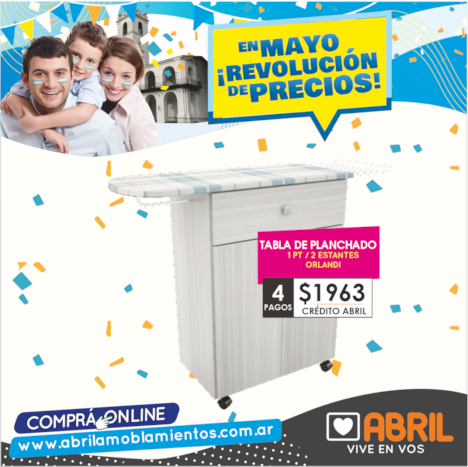 EN MAYO
¡REVOLUCIÓN
DE PRECIOS!
TABLA DE PLANCHADO
1 PT / 2 ESTANTES
ORLANDI
4
PAGOS
$1963
CRÉDITO ABRIL
COMPRÁ ONLINE
www.abrilamoblamientos.com.ar
ABRIL
VIVE EN VOS